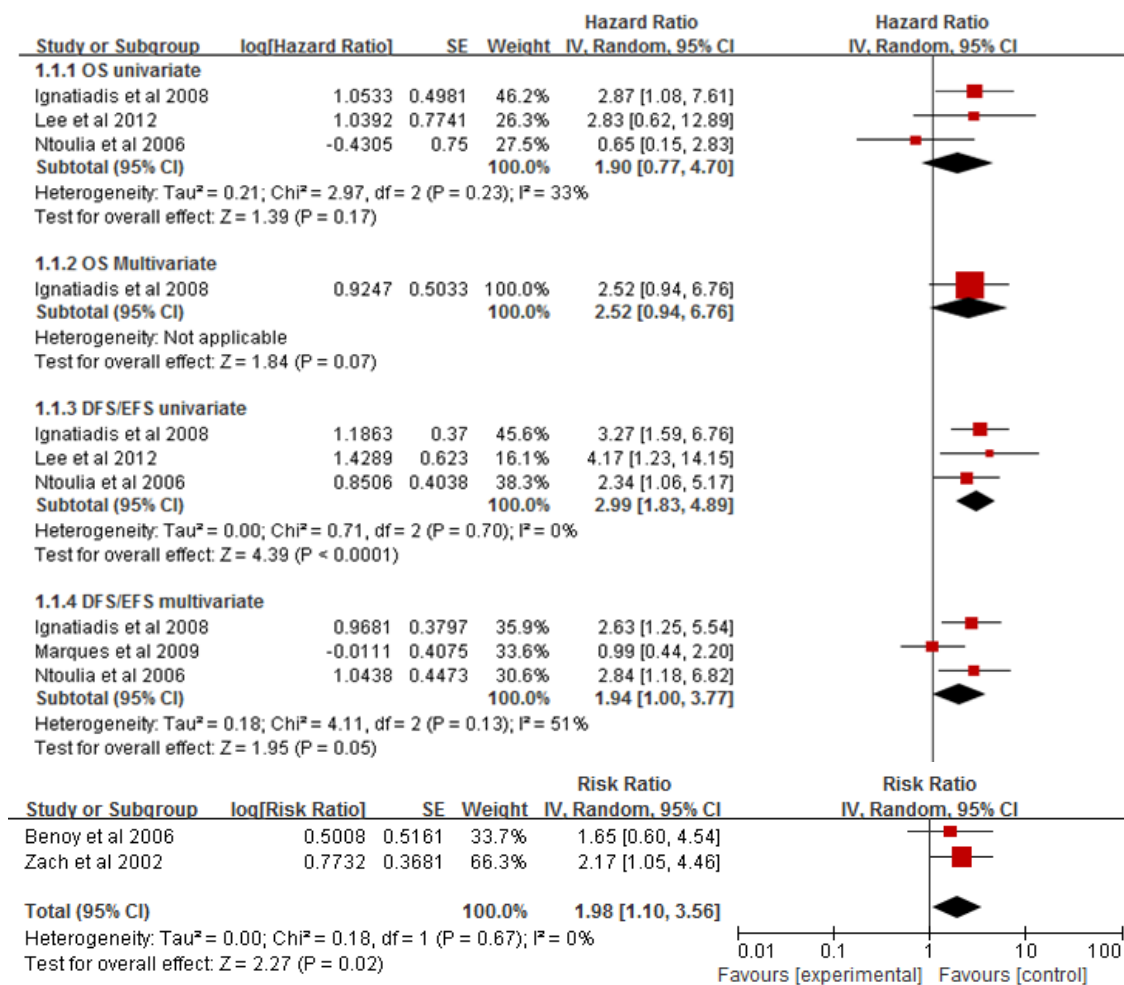 Hazard Ratio Hazard Ratio
Study or Subgroup log[Hazard Ratio] SE Weight IV, Random, 95% CI IV, Random, 95% CI
1.1.1 OS univariate
Ignatiadis et al 2008 1.0533 0.4981 46.2% 2.87 [1.08, 7.61]
Lee et al 2012 1.0392 0.7741 26.3% 2.83 [0.62, 12.89]
Ntoulia et al 2006 -0.4305 0.75 27.5% 0.65 [0.15, 2.83]
Subtotal (95% CI) 100.0% 1.90 [0.77, 4.70]
Heterogeneity: Tau² = 0.21; Chi² = 2.97, df = 2 (P = 0.23); I² = 33%
Test for overall effect: Z = 1.39 (P = 0.17)
1.1.2 OS Multivariate
Ignatiadis et al 2008 0.9247 0.5033 100.0% 2.52 [0.94, 6.76]
Subtotal (95% CI) 100.0% 2.52 [0.94, 6.76]
Heterogeneity: Not applicable
Test for overall effect: Z = 1.84 (P = 0.07)
1.1.3 DFS/EFS univariate
Ignatiadis et al 2008 1.1863 0.37 45.6% 3.27 [1.59, 6.76]
Lee et al 2012 1.4289 0.623 16.1% 4.17 [1.23, 14.15]
Ntoulia et al 2006 0.8506 0.4038 38.3% 2.34 [1.06, 5.17]
Subtotal (95% CI) 100.0% 2.99 [1.83, 4.89]
Heterogeneity: Tau² = 0.00; Chi² = 0.71, df = 2 (P = 0.70); I² = 0%
Test for overall effect: Z = 4.39 (P < 0.0001)
1.1.4 DFS/EFS multivariate
Ignatiadis et al 2008 0.9681 0.3797 35.9% 2.63 [1.25, 5.54]
Marques et al 2009 -0.0111 0.4075 33.6% 0.99 [0.44, 2.20]
Ntoulia et al 2006 1.0438 0.4473 30.6% 2.84 [1.18, 6.82]
Subtotal (95% CI) 100.0% 1.94 [1.00, 3.77]
Heterogeneity: Tau² = 0.18; Chi² = 4.11, df = 2 (P = 0.13); I² = 51%
Test for overall effect: Z = 1.95 (P = 0.05)
Risk Ratio Risk Ratio
Study or Subgroup log[Risk Ratio] SE Weight IV, Random, 95% CI IV, Random, 95% CI
Benoy et al 2006 0.5008 0.5161 33.7% 1.65 [0.60, 4.54]
Zach et al 2002 0.7732 0.3681 66.3% 2.17 [1.05, 4.46]
Total (95% CI) 100.0% 1.98 [1.10, 3.56]
Heterogeneity: Tau² = 0.00; Chi² = 0.18, df = 1 (P = 0.67); I² = 0%
Test for overall effect: Z = 2.27 (P = 0.02)
0.01 0.1 1 10 100
Favours [experimental] Favours [control]